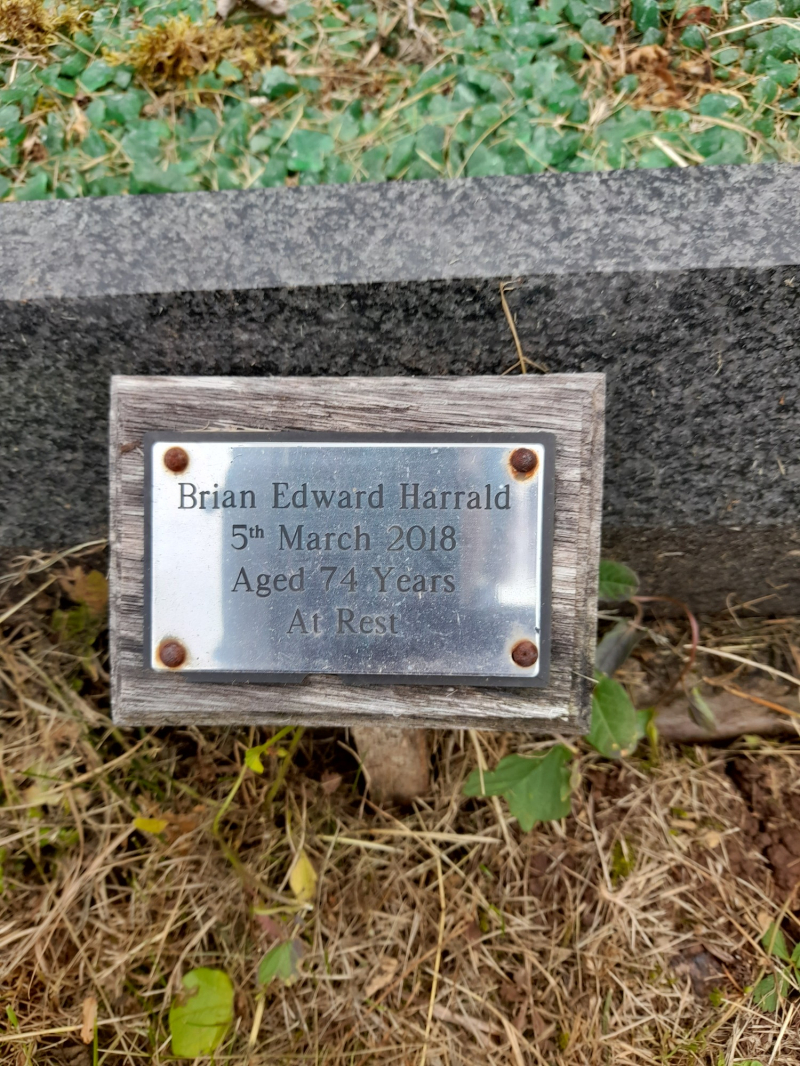 Brian Edward Harrald
5th March 2018
Aged 74 Years
At Rest